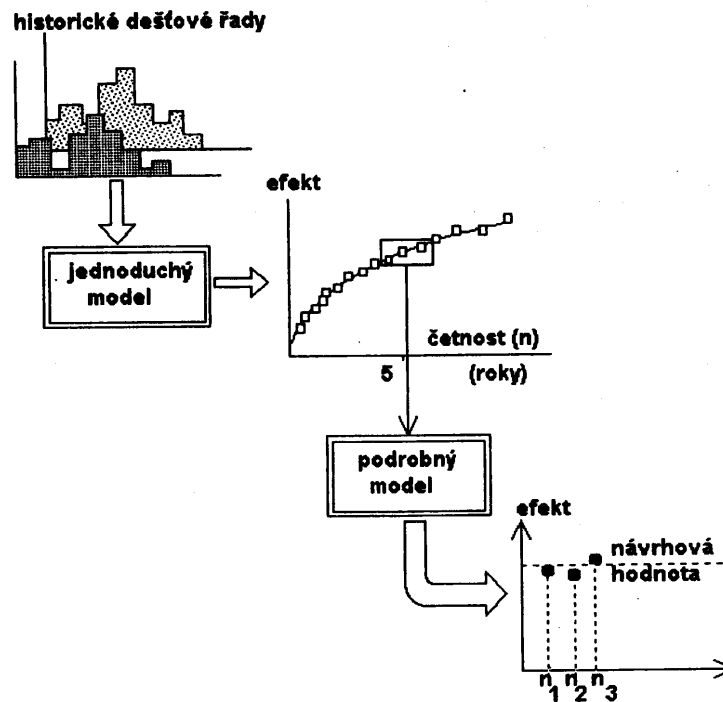 historické dešťové řady
jednoduchý
model
efekt
četnost (n)
5
(roky)
podrobný
model
efekt
návrhová
hodnota
n1 n2 n3